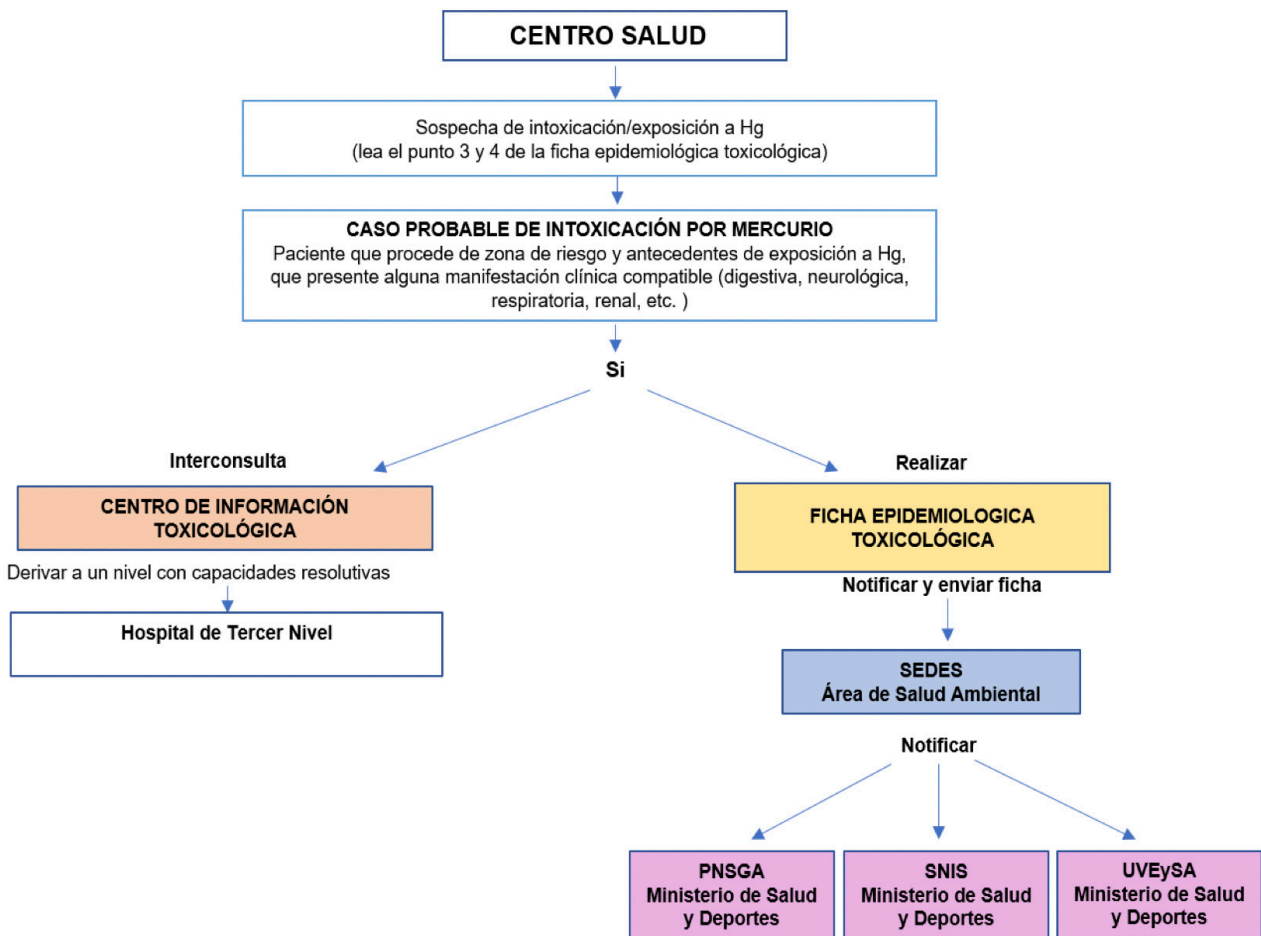 CENTRO SALUD
Sospecha de intoxicación/exposición a Hg
(lea el punto 3 y 4 de la ficha epidemiológica toxicológica)
CASO PROBABLE DE INTOXICACIÓN POR MERCURIO
Paciente que procede de zona de riesgo y antecedentes de exposición a Hg,
que presente alguna manifestación clínica compatible (digestiva, neurológica,
respiratoria, renal, etc. )
Si
Interconsulta
CENTRO DE INFORMACIÓN
TOXICOLÓGICA
Derivar a un nivel con capacidades resolutivas
Hospital de Tercer Nivel
Realizar
FICHA EPIDEMIOLOGICA
TOXICOLÓGICA
Notificar y enviar ficha
SEDES
Área de Salud Ambiental
Notificar
PNSGA
Ministerio de Salud
y Deportes
SNIS
Ministerio de Salud
y Deportes
UVEySA
Ministerio de Salud
y Deportes